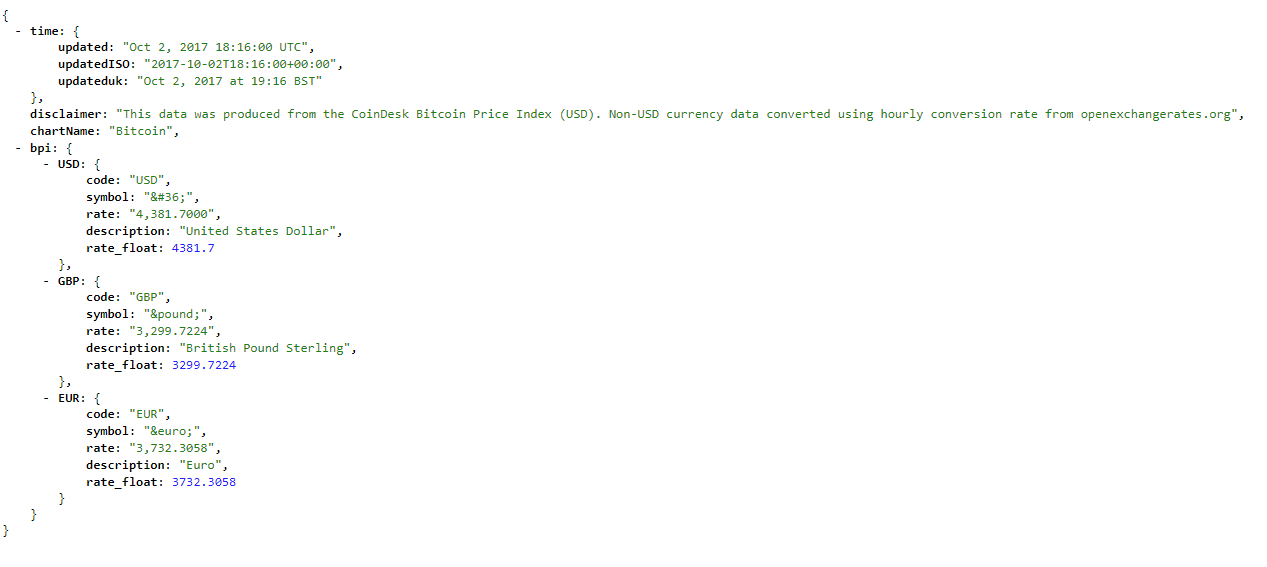 {
- time: {
updated: "Oct 2, 2017 18:16:00 UTC",
updatedISO: "2017-10-02T18:16:00+00:00",
updateduk: "Oct 2, 2017 at 19:16 BST"
},
disclaimer: "This data was produced from the CoinDesk Bitcoin Price Index (USD). Non-USD currency data converted using hourly conversion rate from openexchangerates.org",
chartName: "Bitcoin",
- bpi: {
- USD: {
code: "USD",
symbol: "&#36;",
rate: "4,381.7000",
description: "United States Dollar",
rate_float: 4381.7
},
- GBP: {
code: "GBP",
symbol: "&pound;",
rate: "3,299.7224",
description: "British Pound Sterling",
rate_float: 3299.7224
},
- EUR: {
code: "EUR",
symbol: "&euro;",
rate: "3,732.3058",
description: "Euro",
rate_float: 3732.3058
}
}
}